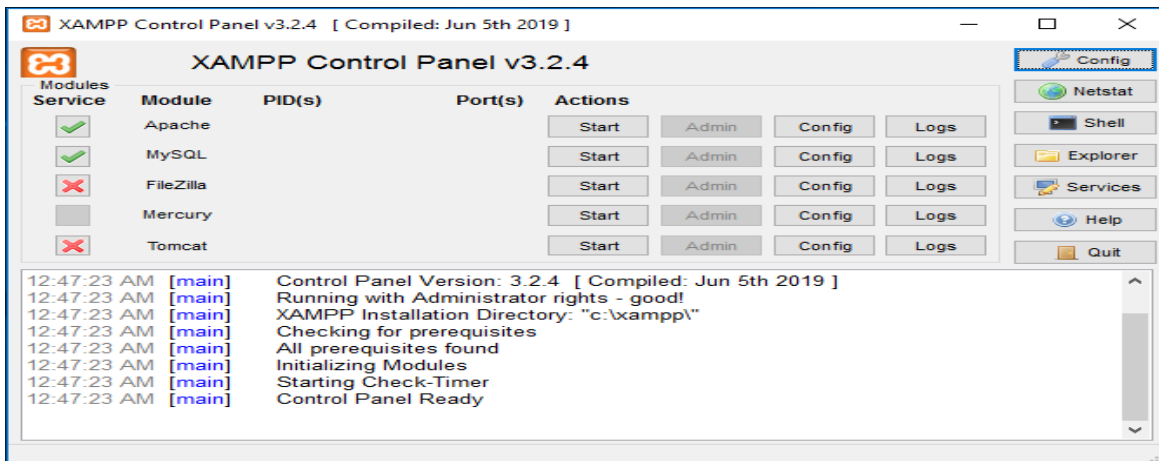 XAMPP Control Panel v3.2.4 [ Compiled: Jun 5th 2019 ]
XAMPP Control Panel v3.2.4
Config
Modules
Service Module PID(s) Port(s) Actions
Netstat
Apache Start Admin Config Logs
Shell
MySQL Start Admin Config Logs
Explorer
FileZilla Start Admin Config Logs
Services
Mercury Start Admin Config Logs
Help
Tomcat Start Admin Config Logs
Quit
12:47:23 AM [main] Control Panel Version: 3.2.4 [ Compiled: Jun 5th 2019 ]
12:47:23 AM [main] Running with Administrator rights - good!
12:47:23 AM [main] XAMPP Installation Directory: "c:\xampp\"
12:47:23 AM [main] Checking for prerequisites
12:47:23 AM [main] All prerequisites found
12:47:23 AM [main] Initializing Modules
12:47:23 AM [main] Starting Check-Timer
12:47:23 AM [main] Control Panel Ready